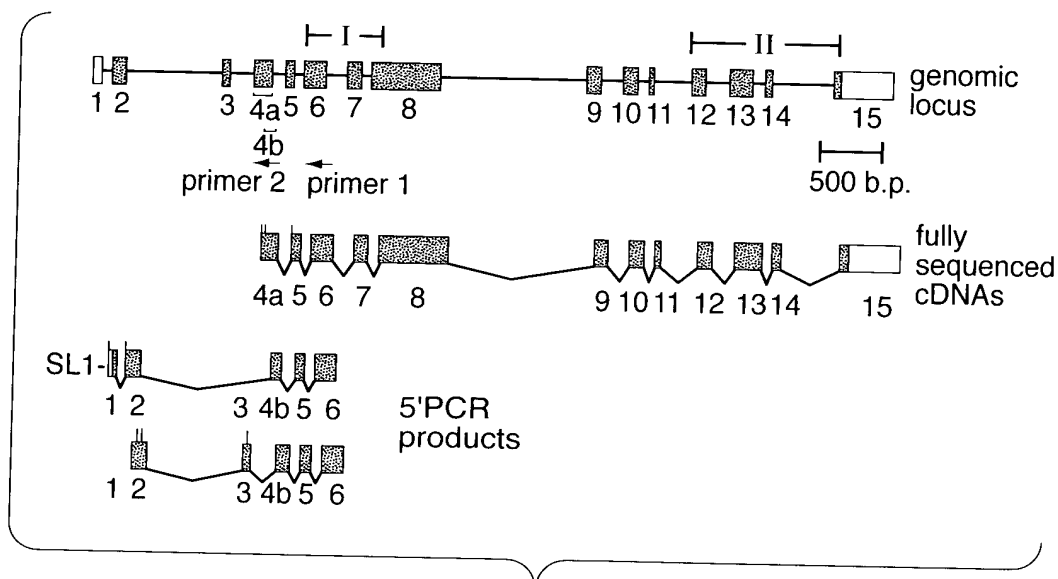 I
II
genomic
locus
1 2 3 4a 5 6 7 8 9 10 11 12 13 14 15
4b
primer 2 primer 1
500 b.p.
fully
sequenced
cDNAs
4a 5 6 7 8 9 10 11 12 13 14 15
SL1-
1 2 3 4b 5 6
5'PCR
products
1 2 3 4b 5 6